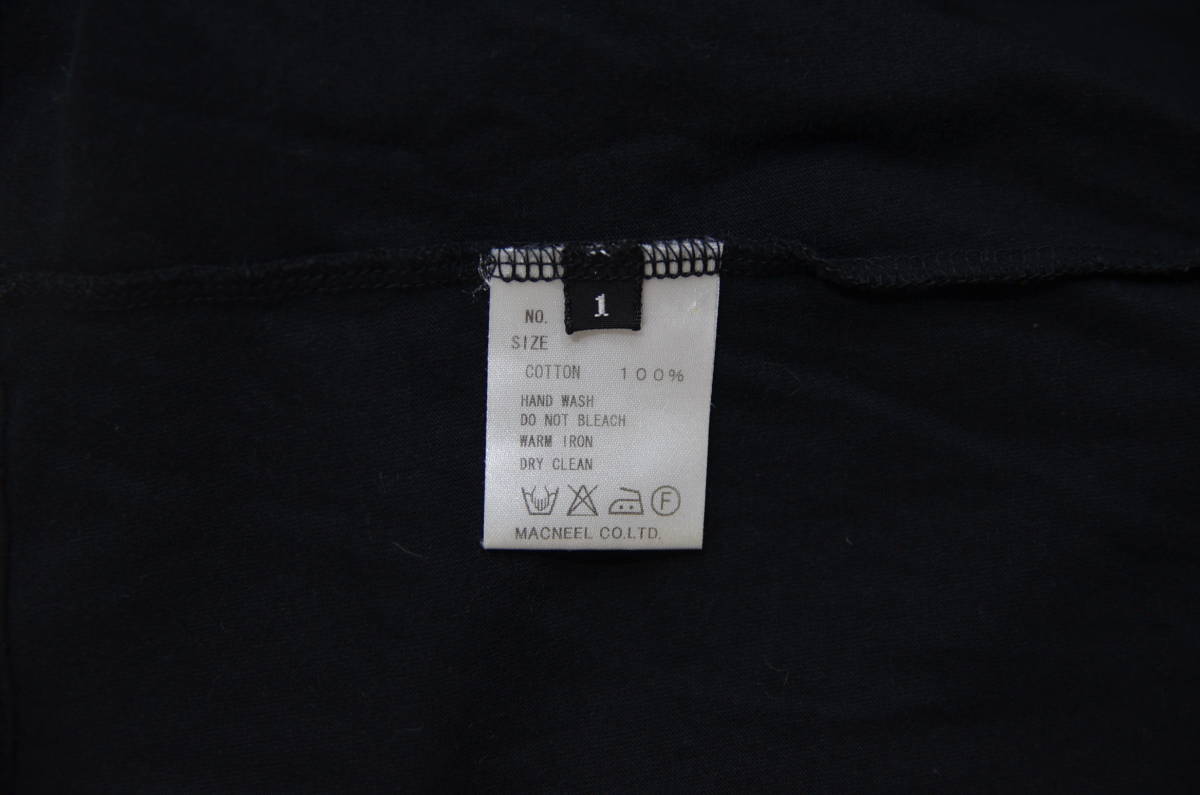 1
NO.
SIZE
COTTON 100%
HAND WASH
DO NOT BLEACH
WARM IRON
DRY CLEAN
F
MACNEEL CO.LTD.